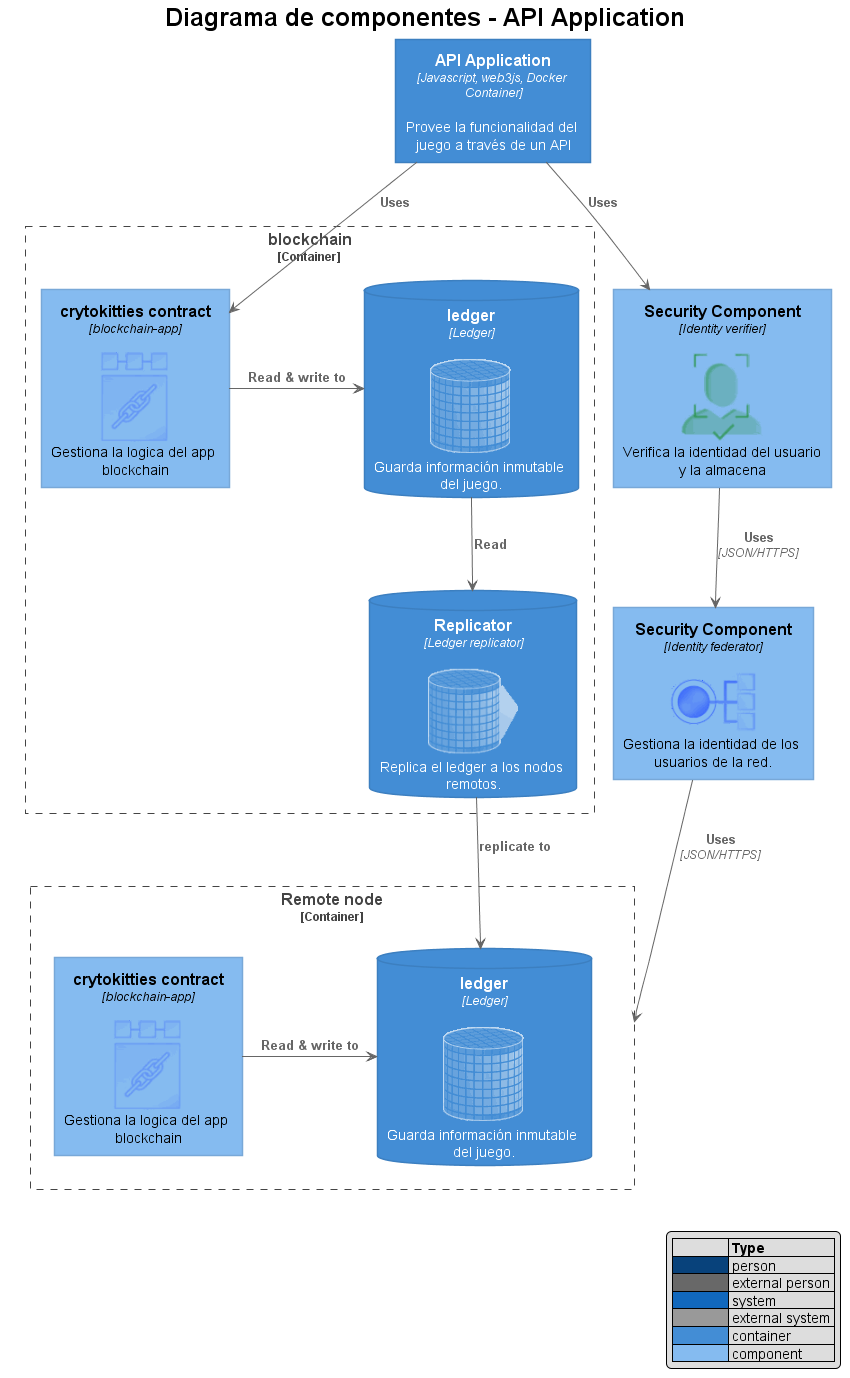 Diagrama de componentes - API Application
API Application
[Javascript, web3js, Docker
Container]
Provee la funcionalidad del
juego a través de un API
Uses
Uses
blockchain
[Container]
crytokitties contract
[blockchain-app]
Gestiona la logica del app
blockchain
Read & write to
ledger
[Ledger]
Guarda información inmutable
del juego.
Security Component
[Identity verifier]
Verifica la identidad del usuario
y la almacena
Read
Uses
[JSON/HTTPS]
Replicator
[Ledger replicator]
Replica el ledger a los nodos
remotos.
Security Component
[Identity federator]
Gestiona la identidad de los
usuarios de la red.
replicate to
Uses
[JSON/HTTPS]
Remote node
[Container]
crytokitties contract
[blockchain-app]
Gestiona la logica del app
blockchain
Read & write to
ledger
[Ledger]
Guarda información inmutable
del juego.
Type
person
external person
system
external system
container
component